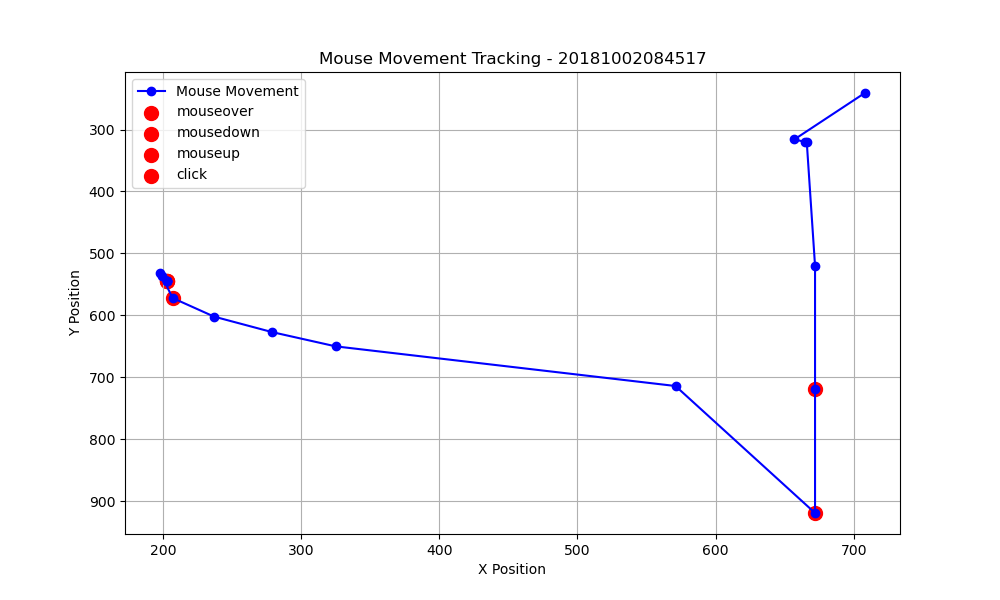 Mouse Movement Tracking - 20181002084517
Mouse Movement
mouseover
mousedown
mouseup
click
300
400
500
600
700
800
900
Y Position
200 300 400 500 600 700
X Position